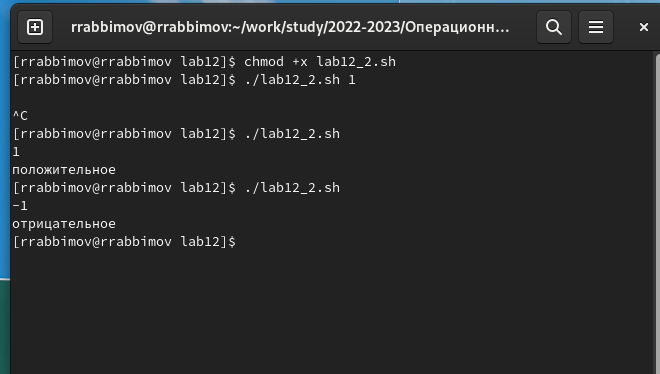 rrabbimov@rrabbimov:~/work/study/2022-2023/Операционн...
[rrabbimov@rrabbimov lab12]$ chmod +x lab12_2.sh
[rrabbimov@rrabbimov lab12]$ ./lab12_2.sh 1
^C
[rrabbimov@rrabbimov lab12]$ ./lab12_2.sh
1
положительное
[rrabbimov@rrabbimov lab12]$ ./lab12_2.sh
-1
отрицательное
[rrabbimov@rrabbimov lab12]$